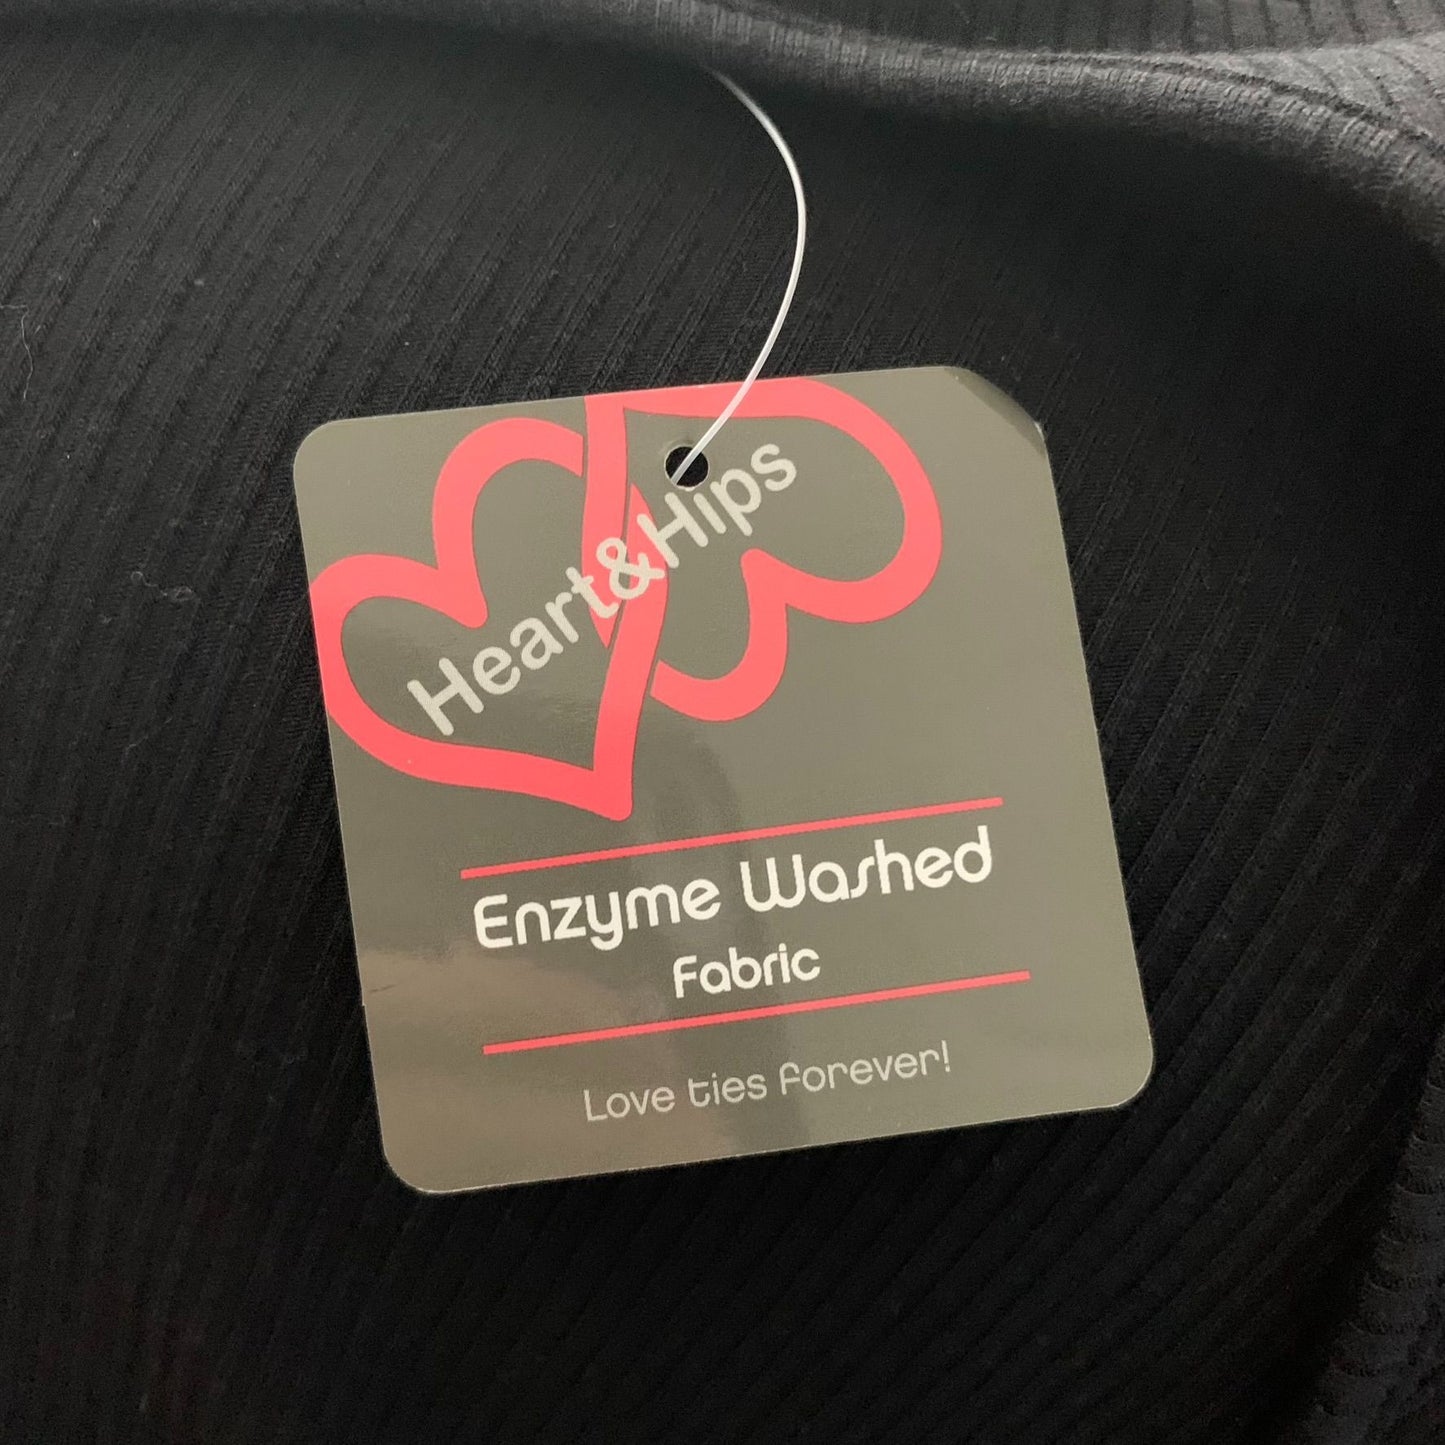 Heart&Hips
Enzyme Washed
Fabric
Love ties forever!